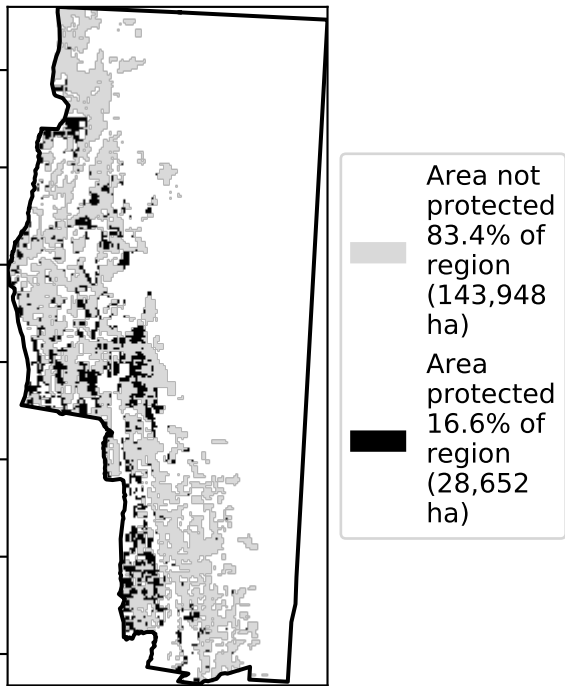 Area not
protected
83.4% of
region
(143,948
ha)
Area
protected
16.6% of
region
(28,652
ha)